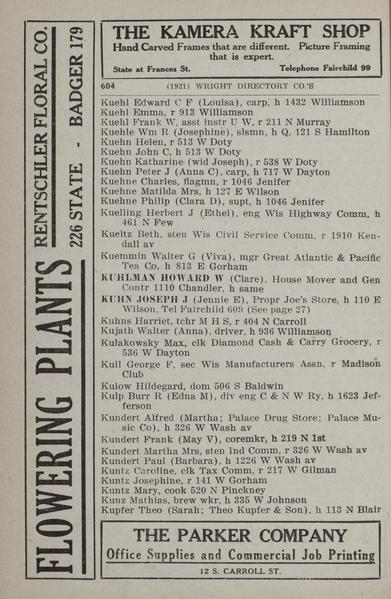 THE KAMERA KRAFT SHOP
Hand Carved Frames that are different. Picture Framing
that is expert.
State at Frances St. Telephone Fairchild 99
FLOWERING PLANTS
RENTSCHLER FLORAL CO.
226 STATE - BADGER 179
604 (1921) WRIGHT DIRECTORY CO.'S
Kuehl Edward C F (Louisa), carp, h 1432 Williamson
Kuehl Emma, r 913 Williamson
Kuehl Frank W, asst instr U W, r 211 N Murray
Kuehle Wm R (Josephine), slsmn, h Q, 121 S Hamilton
Kuehn Helen, r 513 W Doty
Kuehn John C, h 513 W Doty
Kuehn Katharine (wid Joseph), r 538 W Doty
Kuehn Peter J (Anna C), carp, h 717 W Dayton
Kuehne Charles, flagmn, r 1046 Jenifer
Kuehne Matilda Mrs, h 127 E Wilson
Kuehne Philip (Clara D), supt, h 1046 Jenifer
Kuelling Herbert J (Ethel), eng Wis Highway Comm, h
461 N Few
Kueltz Beth, sten Wis Civil Service Comm, r 1910 Ken-
dall av
Kuemmin Walter G (Viva), mgr Great Atlantic & Pacific
Tea Co, h 813 E Gorham
KUHLMAN HOWARD W (Clare), House Mover and Gen
Contr 1110 Chandler, h same
KUHN JOSEPH J (Jennie E), Propr Joe's Store, h 110 E
Wilson, Tel Fairchild 609 (See page 27)
Kuhns Harriet, tchr M H S, r 404 N Carroll
Kujath Walter (Anna), driver, h 936 Williamson
Kulakowsky Max, clk Diamond Cash & Carry Grocery, r
536 W Dayton
Kull George F, sec Wis Manufacturers Assn, r Madison
Club
Kulow Hildegard, dom 506 S Baldwin
Kulp Burr R (Edna M), div eng C & N W Ry, h 1623 Jef-
ferson
Kundert Alfred (Martha; Palace Drug Store; Palace Mu-
sic Co), h 326 W Wash av
Kundert Frank (May V), coremkr, h 219 N 1st
Kundert Martha Mrs, sten Ind Comm, r 326 W Wash av
Kundert Paul (Barbara), h 1226 W Wash av
Kuntz Caroline, clk Tax Comm, r 217 W Gilman
Kuntz Josephine, r 141 W Gorham
Kuntz Mary, cook 520 N Pinckney
Kunz Mathias, brew wkr, h 335 W Johnson
Kupfer Theo (Sarah; Theo Kupfer & Son), h 113 N Blair
THE PARKER COMPANY
Office Supplies and Commercial Job Printing
12 S. CARROLL ST.